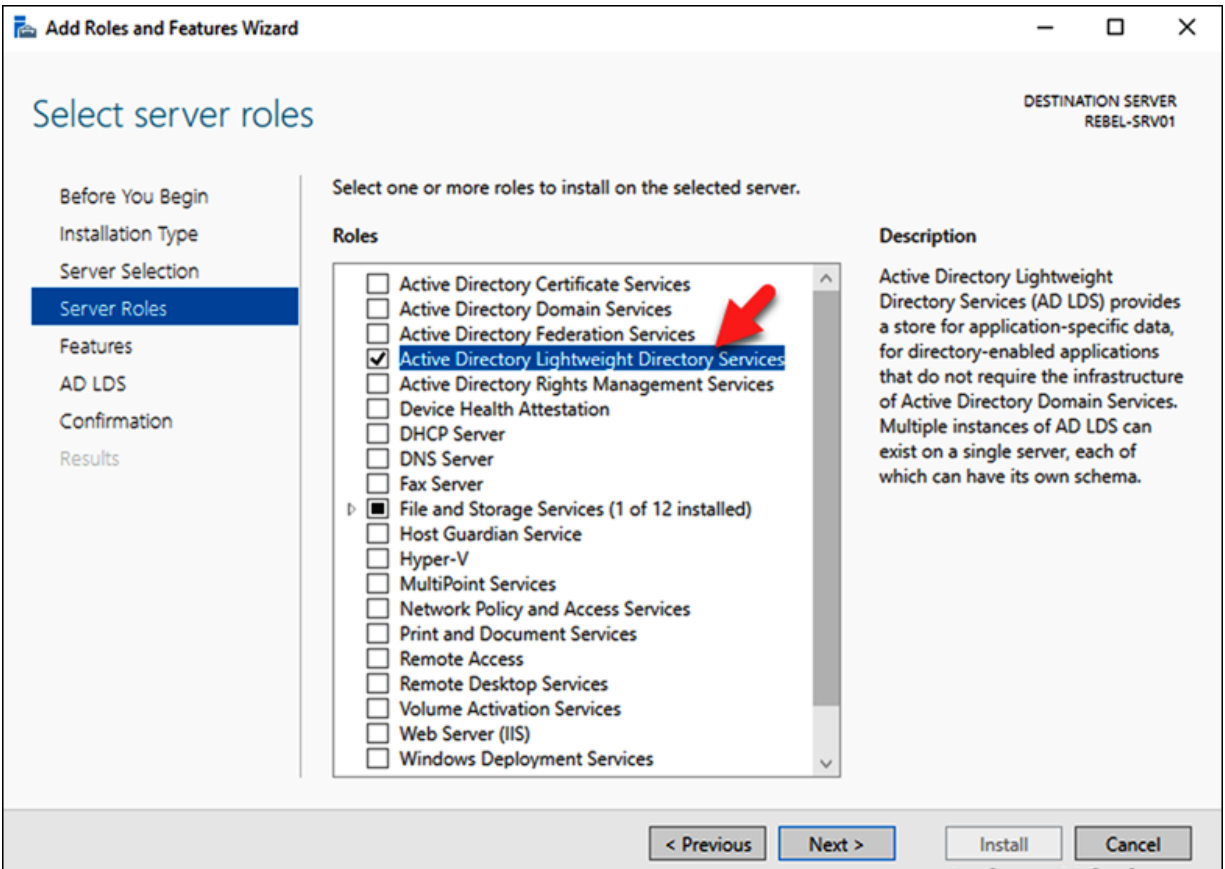 Add Roles and Features Wizard
Select server roles
DESTINATION SERVER
REBEL-SRV01
Before You Begin
Installation Type
Server Selection
Server Roles
Features
AD LDS
Confirmation
Results
Select one or more roles to install on the selected server.
Roles
Active Directory Certificate Services
Active Directory Domain Services
Active Directory Federation Services
Active Directory Lightweight Directory Services
Active Directory Rights Management Services
Device Health Attestation
DHCP Server
DNS Server
Fax Server
File and Storage Services (1 of 12 installed)
Host Guardian Service
Hyper-V
MultiPoint Services
Network Policy and Access Services
Print and Document Services
Remote Access
Remote Desktop Services
Volume Activation Services
Web Server (IIS)
Windows Deployment Services
Description
Active Directory Lightweight
Directory Services (AD LDS) provides
a store for application-specific data,
for directory-enabled applications
that do not require the infrastructure
of Active Directory Domain Services.
Multiple instances of AD LDS can
exist on a single server, each of
which can have its own schema.
< Previous
Next >
Install
Cancel